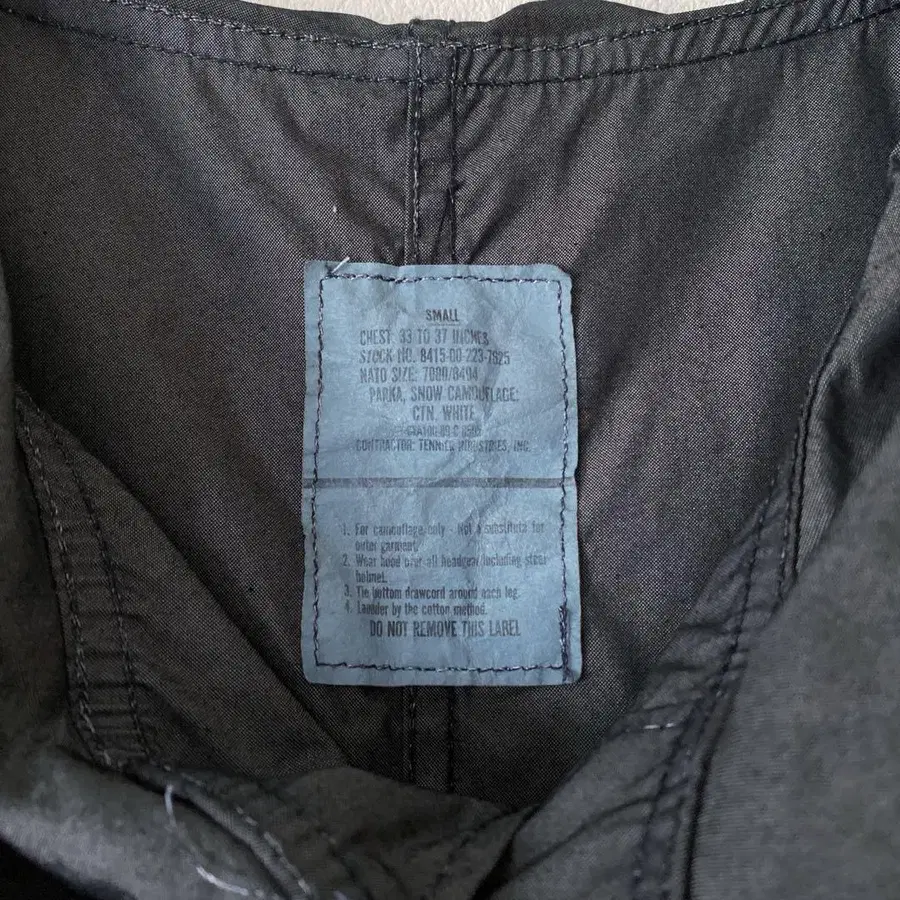 SMALL
CHEST 33 TO 37 INCHES
STOCK NO. 8415-00-223-7625
NATO SIZE: 7080/8494
PARKA, SNOW CAMOUFLAGE:
CTN, WHITE
CONTRACTOR: TENNIER INDUSTRIES, INC.
1. For camouflage only - Not a substitute for
outer garment.
2. Wear hood over all headgear including steel
helmet.
3. Tie bottom drawcord around each leg.
4. Launder by the cotton method.
DO NOT REMOVE THIS LABEL